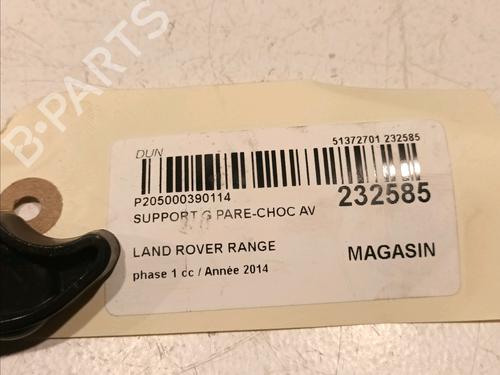 B-PARTS
DUN
51372701 232585
P205000390114
232585
SUPPORT G PARE-CHOC AV
LAND ROVER RANGE
MAGASIN
phase 1 cc / Année 2014